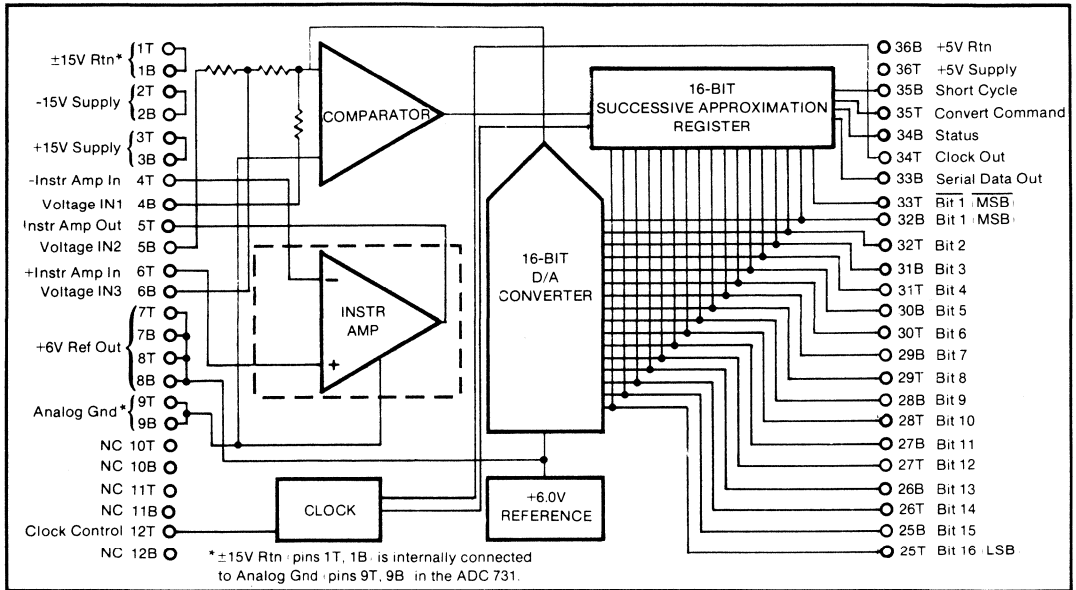 ±15V Rtn*
1T
1B
-15V Supply
2T
2B
+15V Supply
3T
3B
-Instr Amp In 4T
Voltage IN1 4B
Instr Amp Out 5T
Voltage IN2 5B
+Instr Amp In 6T
Voltage IN3 6B
+6V Ref Out
7T
7B
8T
8B
Analog Gnd*
9T
9B
NC 10T
NC 10B
NC 11T
NC 11B
Clock Control 12T
NC 12B
COMPARATOR
INSTR
AMP
-
+
CLOCK
16-BIT
D/A
CONVERTER
+6.0V
REFERENCE
16-BIT
SUCCESSIVE APPROXIMATION
REGISTER
36B +5V Rtn
36T +5V Supply
35B Short Cycle
35T Convert Command
34B Status
34T Clock Out
33B Serial Data Out
33T Bit 1 (MSB)
32B Bit 1 (MSB)
32T Bit 2
31B Bit 3
31T Bit 4
30B Bit 5
30T Bit 6
29B Bit 7
29T Bit 8
28B Bit 9
28T Bit 10
27B Bit 11
27T Bit 12
26B Bit 13
26T Bit 14
25B Bit 15
25T Bit 16 (LSB)
*±15V Rtn (pins 1T, 1B) is internally connected
to Analog Gnd (pins 9T, 9B) in the ADC 731.